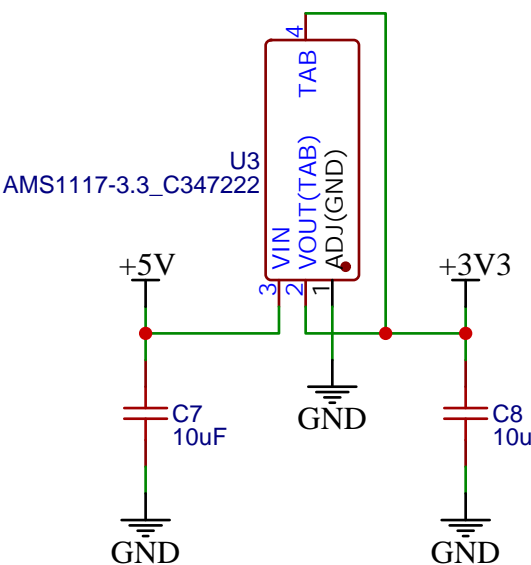 4
TAB
U3
AMS1117-3.3_C347222
VIN
VOUT(TAB)
ADJ(GND)
3
2
1
+5V
+3V3
C7
10uF
C8
10u
GND
GND
GND